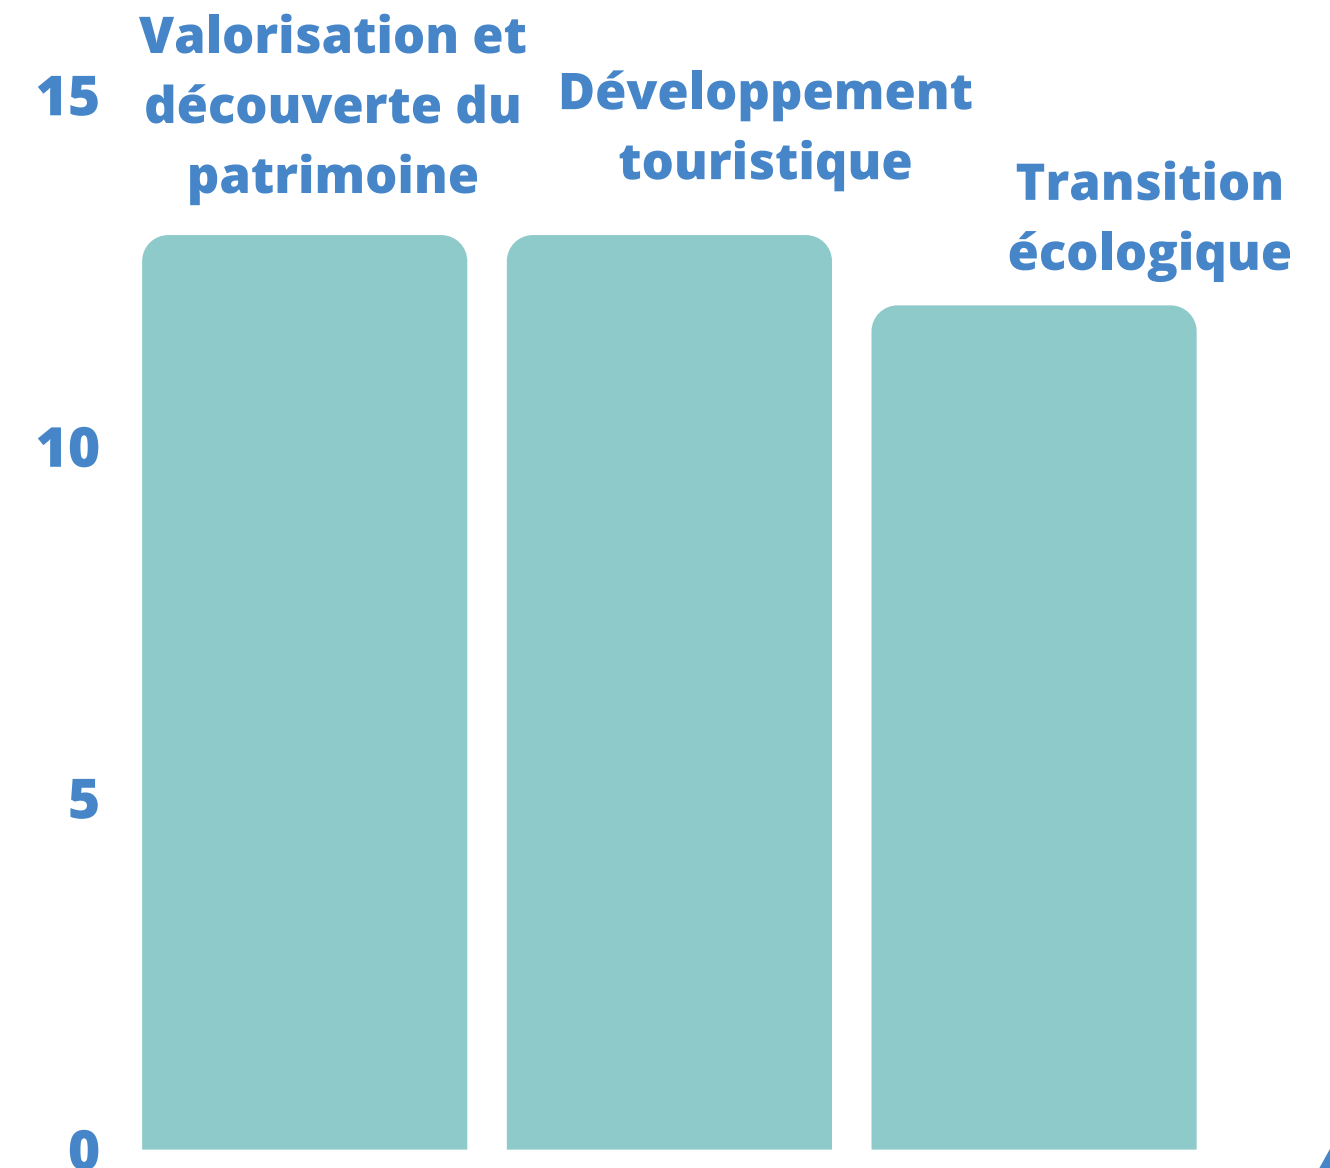 Valorisation et
découverte du
patrimoine
Développement
touristique
Transition
écologique
15
10
5
0